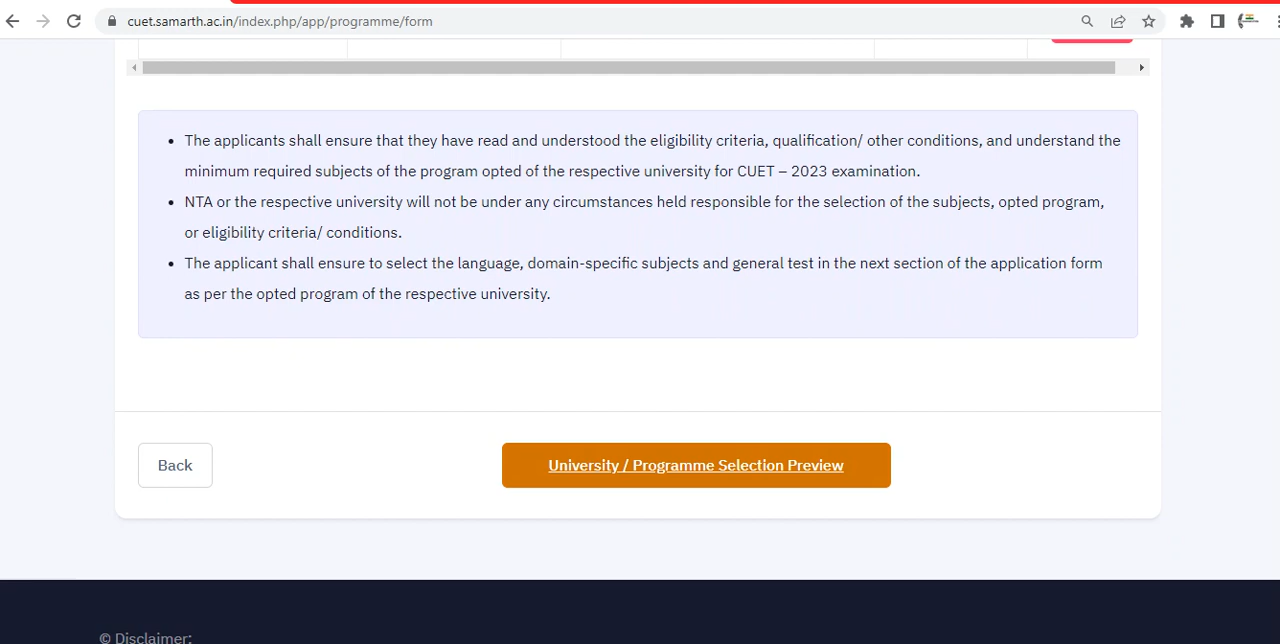 cuet.samarth.ac.in/index.php/app/programme/form
The applicants shall ensure that they have read and understood the eligibility criteria, qualification/ other conditions, and understand the
minimum required subjects of the program opted of the respective university for CUET – 2023 examination.
NTA or the respective university will not be under any circumstances held responsible for the selection of the subjects, opted program,
or eligibility criteria/ conditions.
The applicant shall ensure to select the language, domain-specific subjects and general test in the next section of the application form
as per the opted program of the respective university.
Back
University / Programme Selection Preview
© Disclaimer: